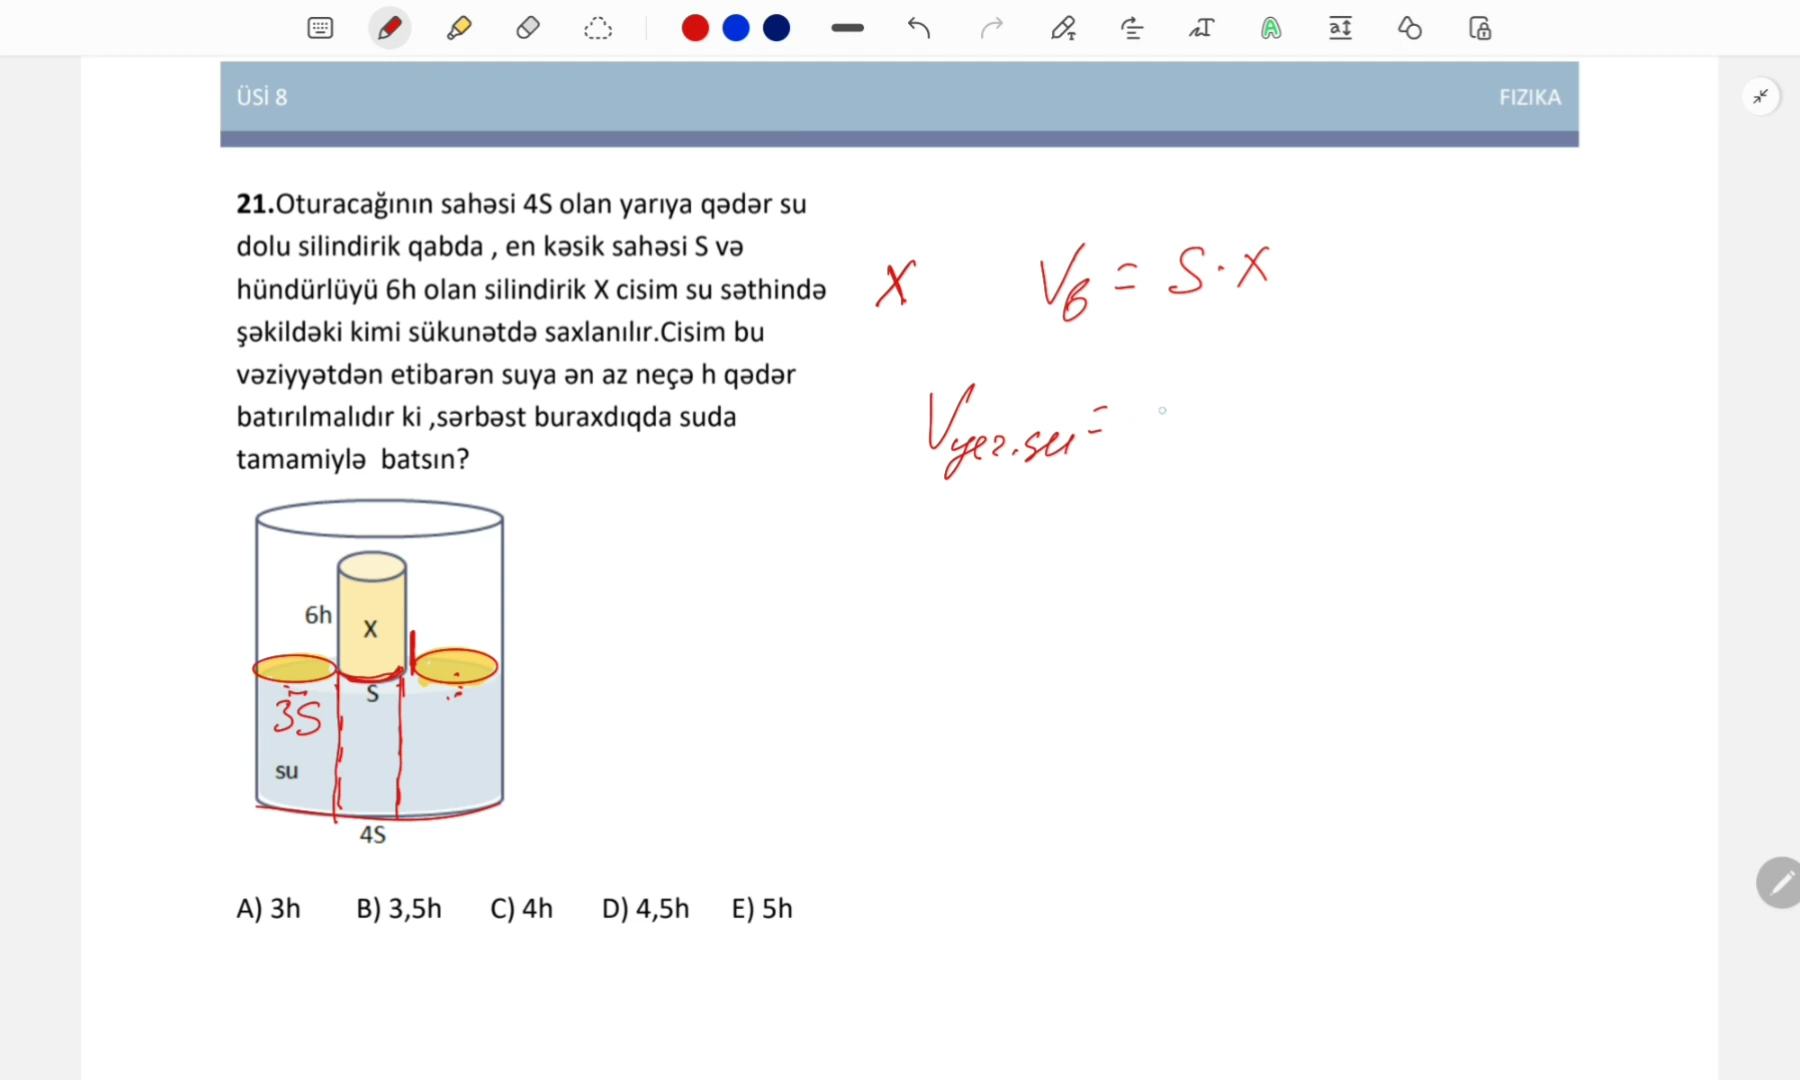 ÜSİ 8
FIZIKA
21.Oturacağının sahəsi 4S olan yarıya qədər su
dolu silindirik qabda , en kəsik sahəsi S və
hündürlüyü 6h olan silindirik X cisim su səthində
şəkildəki kimi sükunətdə saxlanılır.Cisim bu
vəziyyətdən etibarən suya ən az neçə h qədər
batırılmalıdır ki ,sərbəst buraxdıqda suda
tamamiylə batsın?
X
Vb = S·X
Vyer.su =
6h
X
S
3S
su
4S
A) 3h B) 3,5h C) 4h D) 4,5h E) 5h